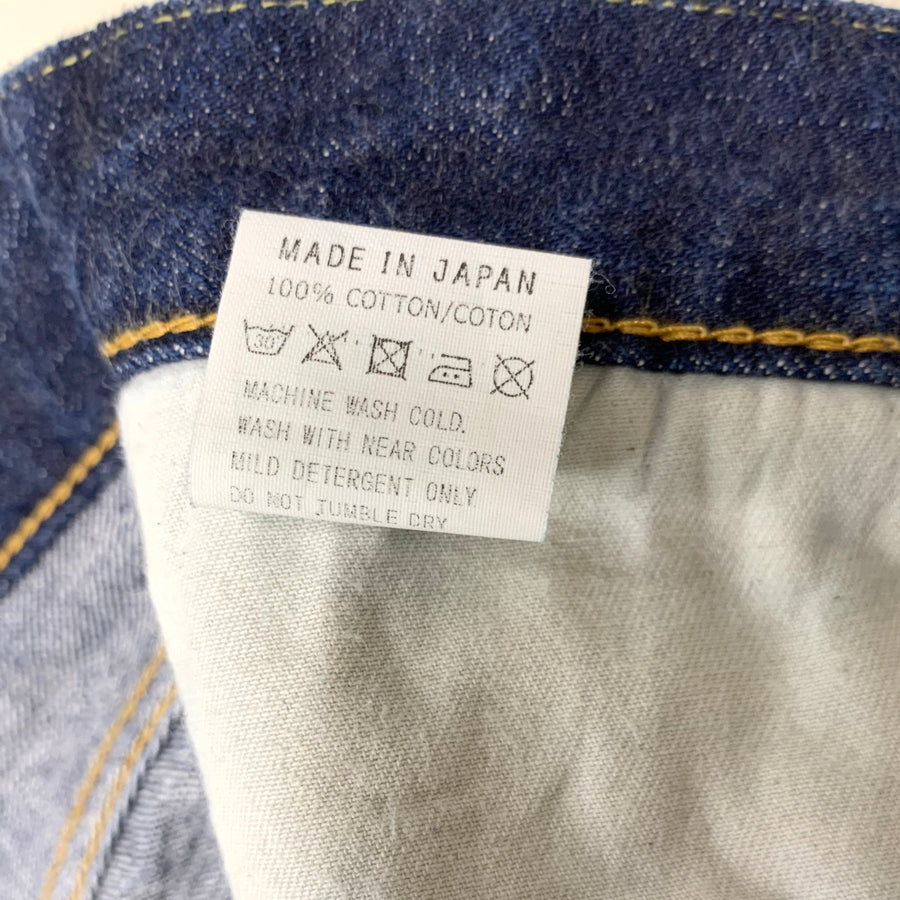 MADE IN JAPAN
100% COTTON/COTON
30
MACHINE WASH COLD.
WASH WITH NEAR COLORS
MILD DETERGENT ONLY.
DO NOT TUMBLE DRY